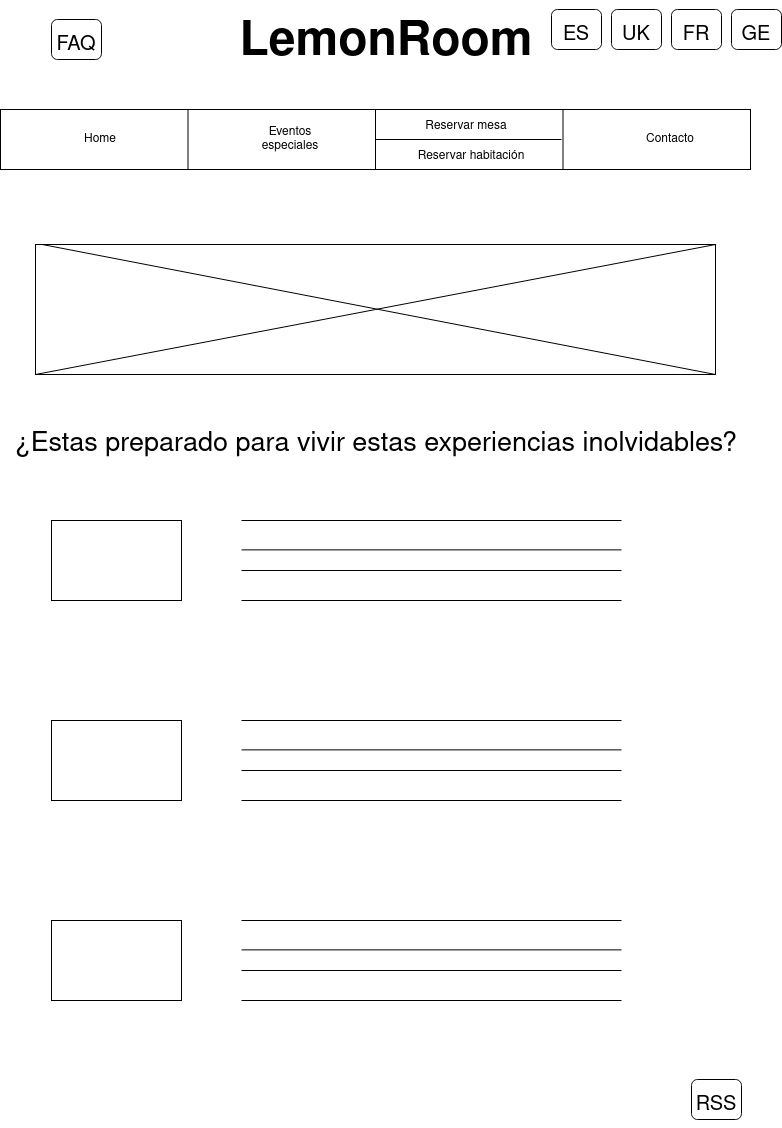 FAQ
LemonRoom
ES
UK
FR
GE
Home
Eventos
especiales
Reservar mesa
Reservar habitación
Contacto
¿Estas preparado para vivir estas experiencias inolvidables?
RSS